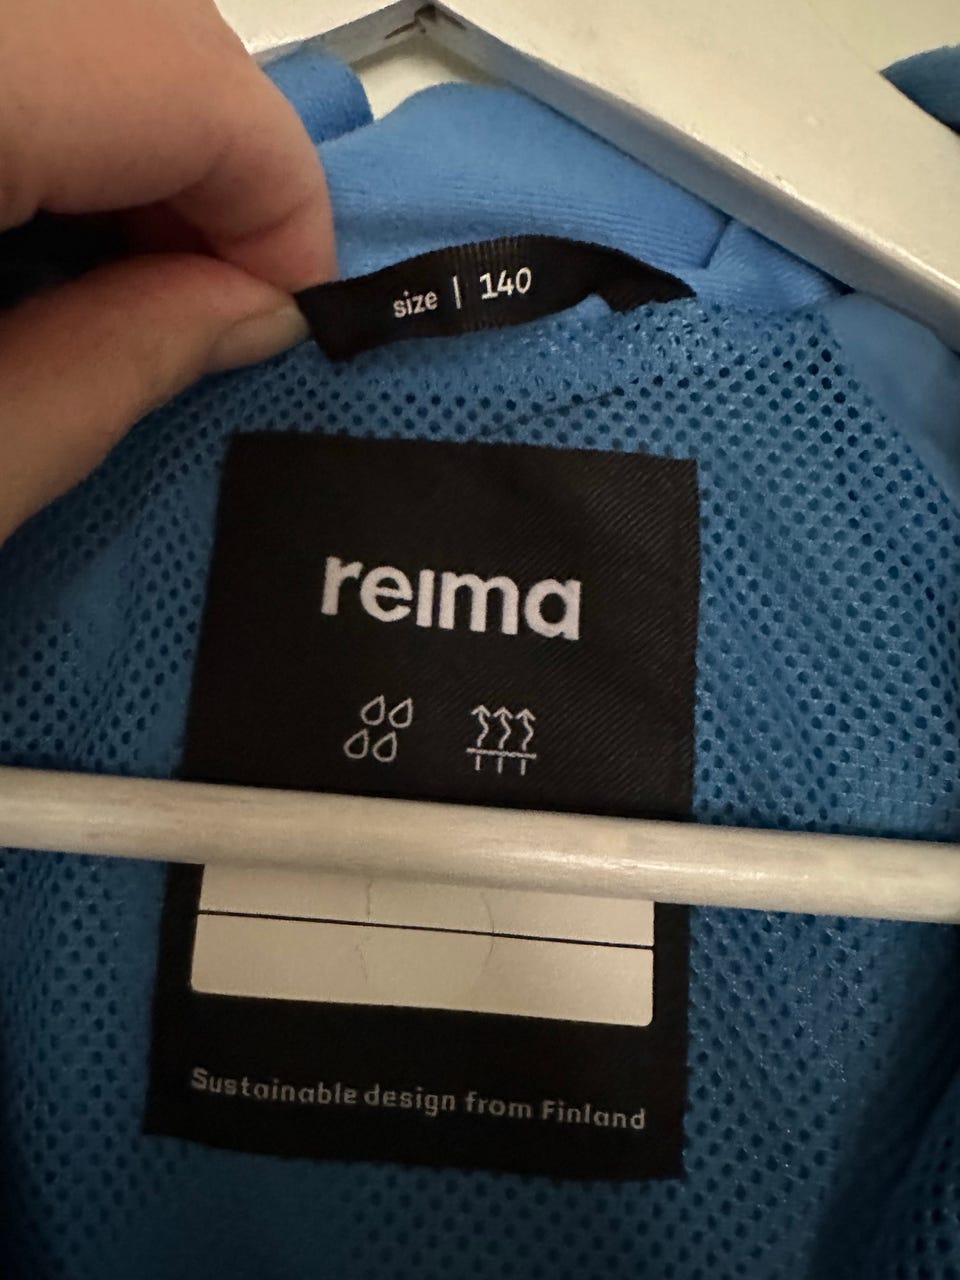 size | 140
reima
Sustainable design from Finland